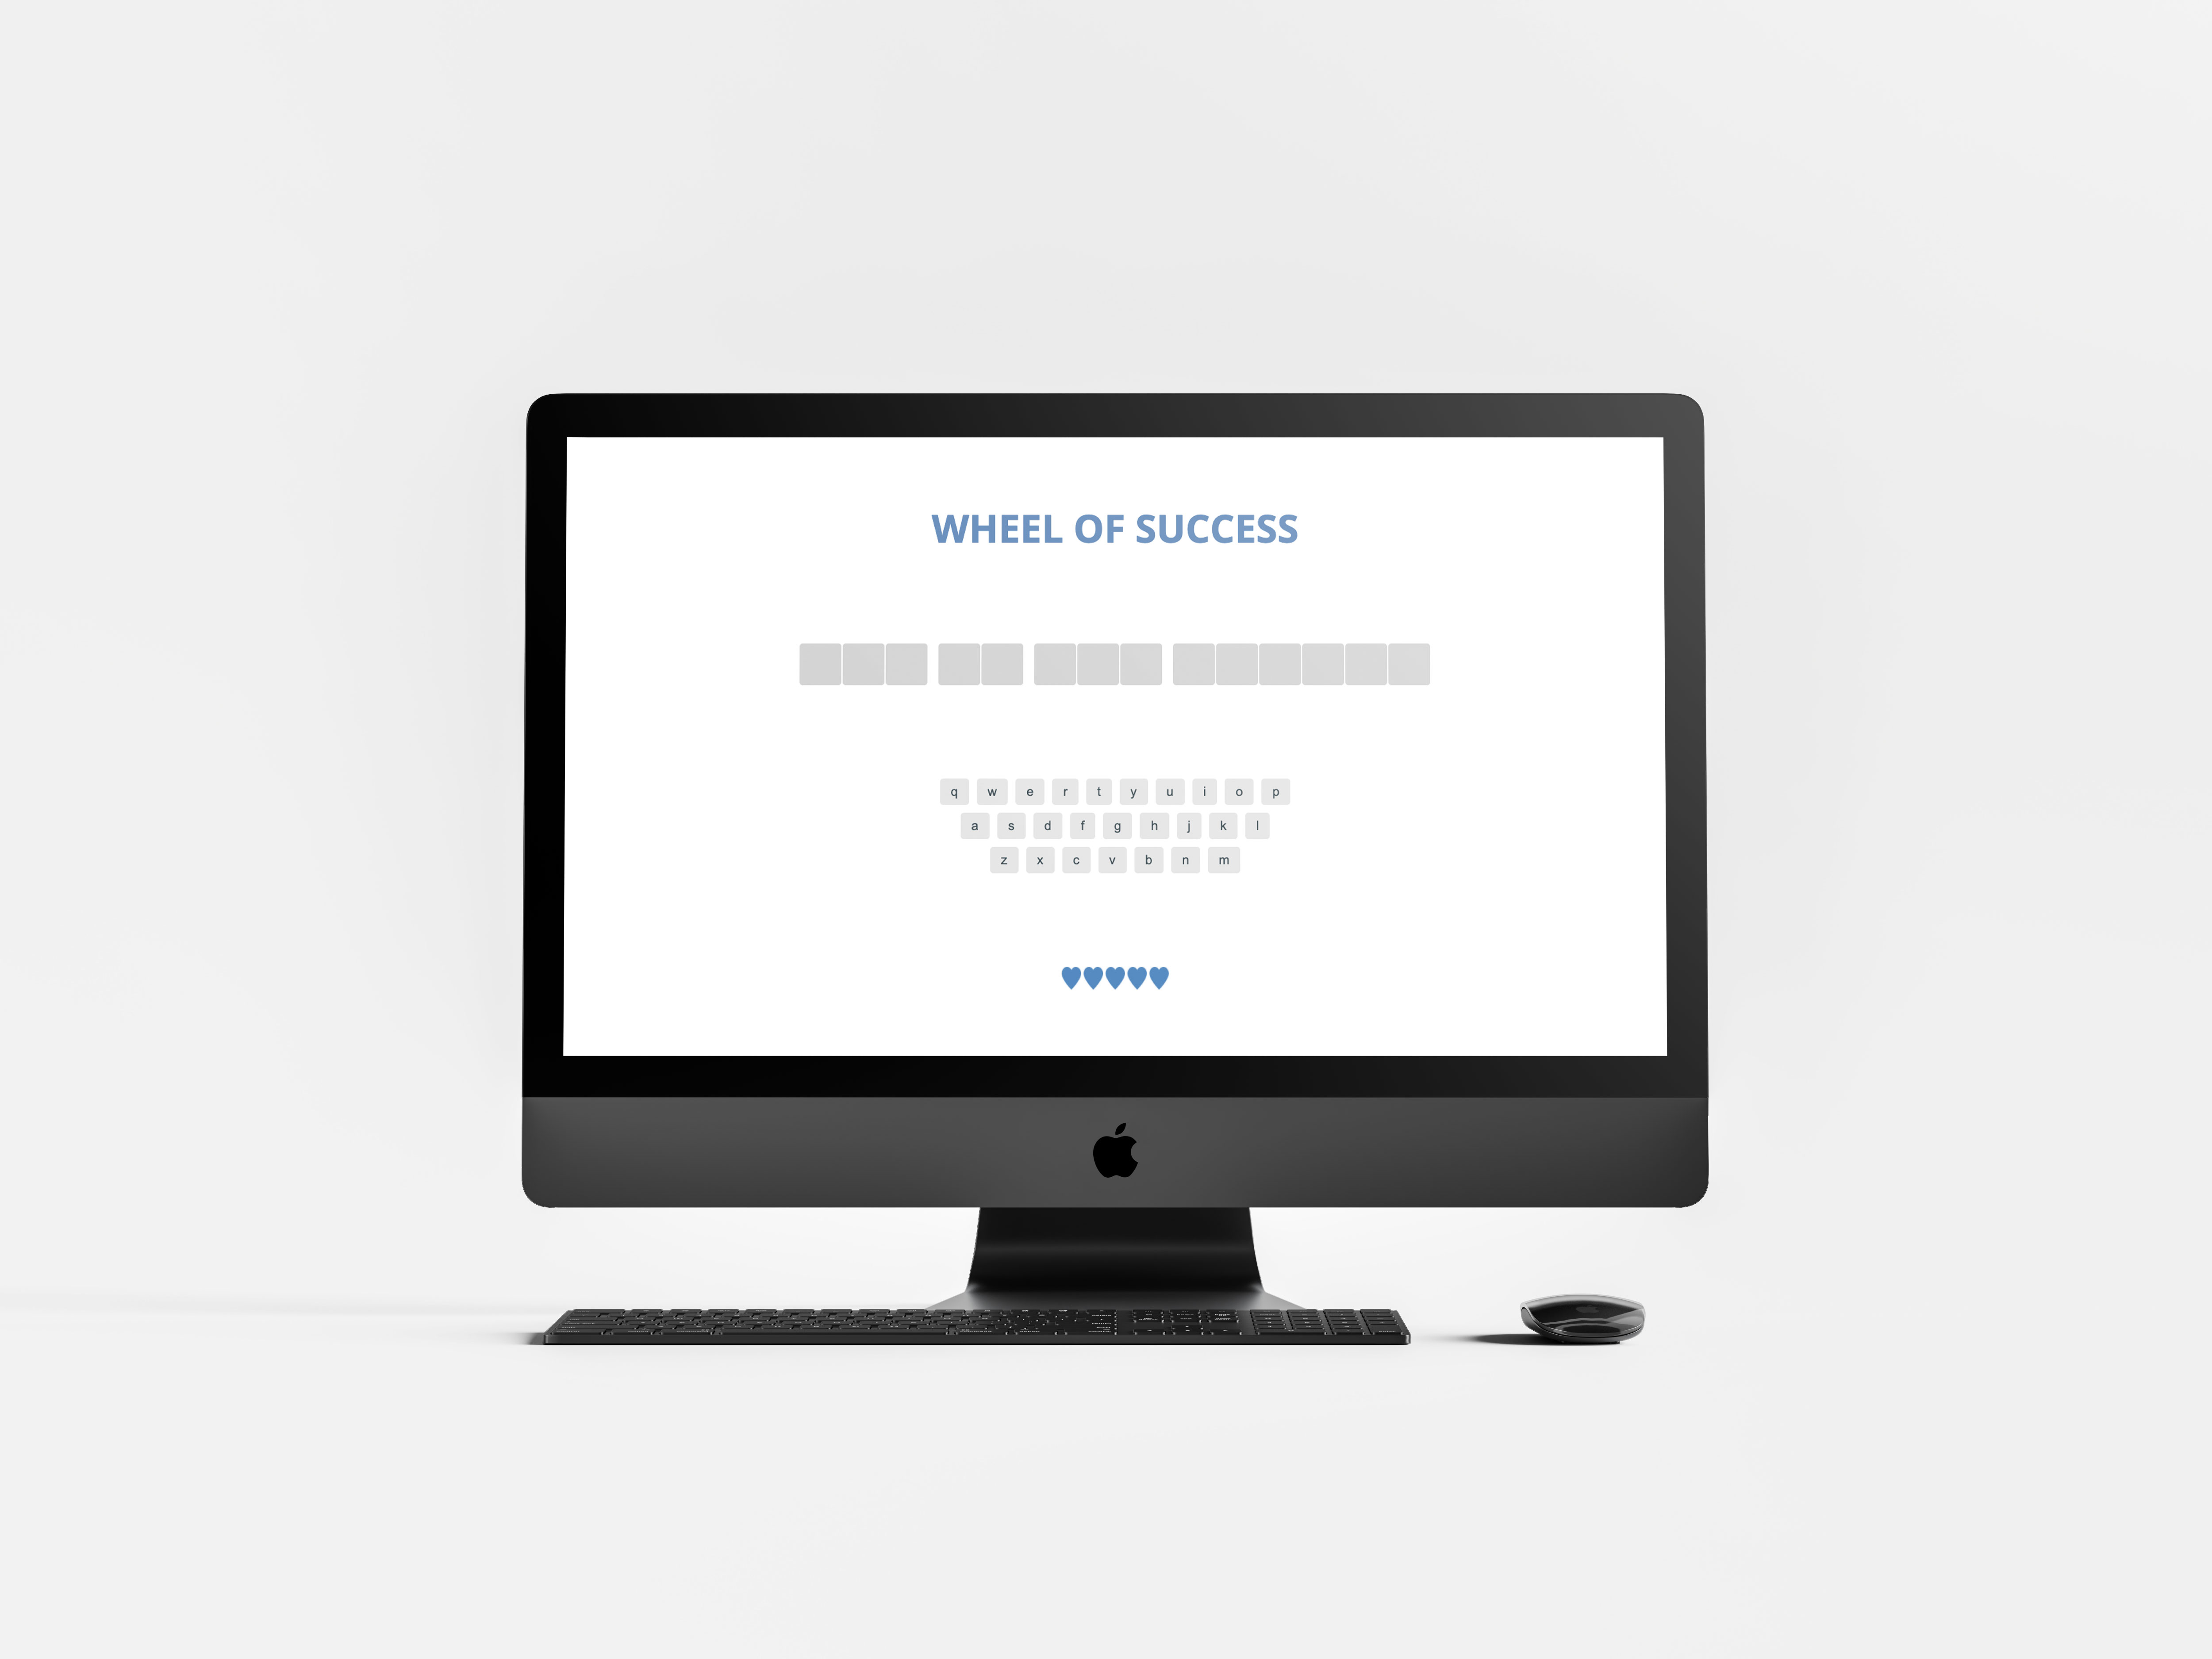 WHEEL OF SUCCESS
q w e r t y u i o p
a s d f g h j k l
z x c v b n m